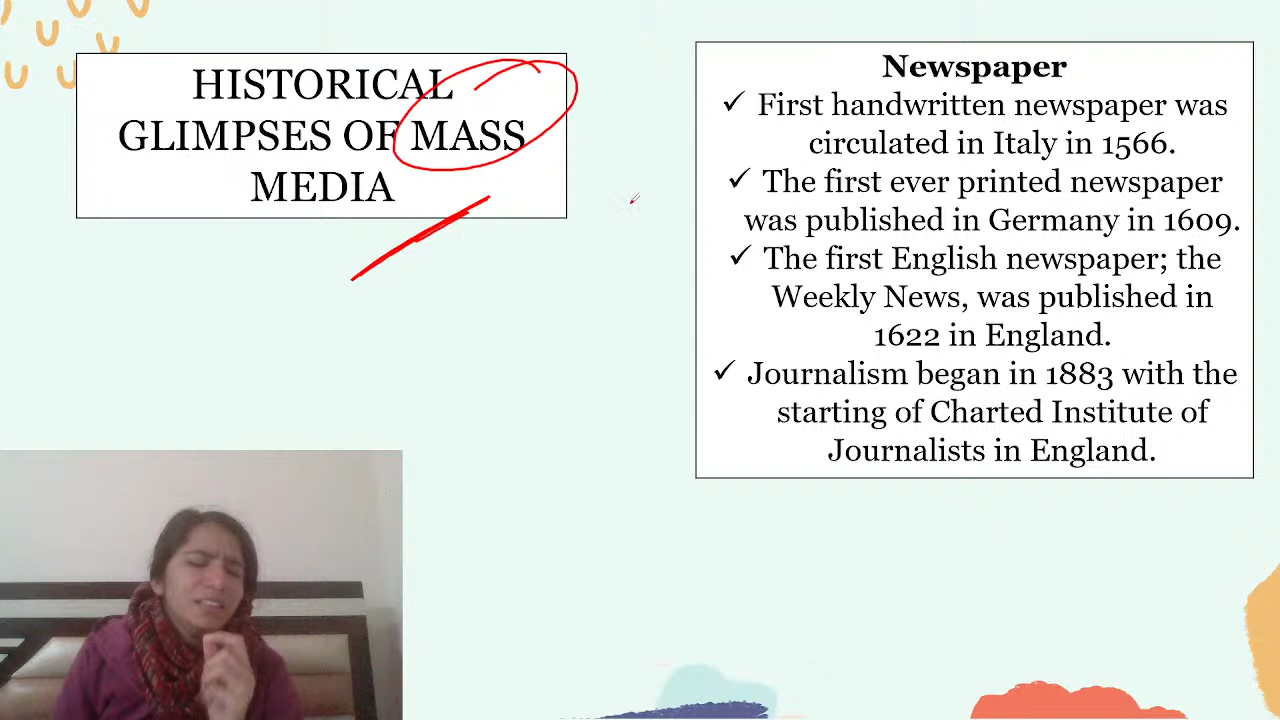 HISTORICAL
GLIMPSES OF MASS
MEDIA
Newspaper
✓ First handwritten newspaper was
circulated in Italy in 1566.
✓ The first ever printed newspaper
was published in Germany in 1609.
✓ The first English newspaper; the
Weekly News, was published in
1622 in England.
✓ Journalism began in 1883 with the
starting of Charted Institute of
Journalists in England.